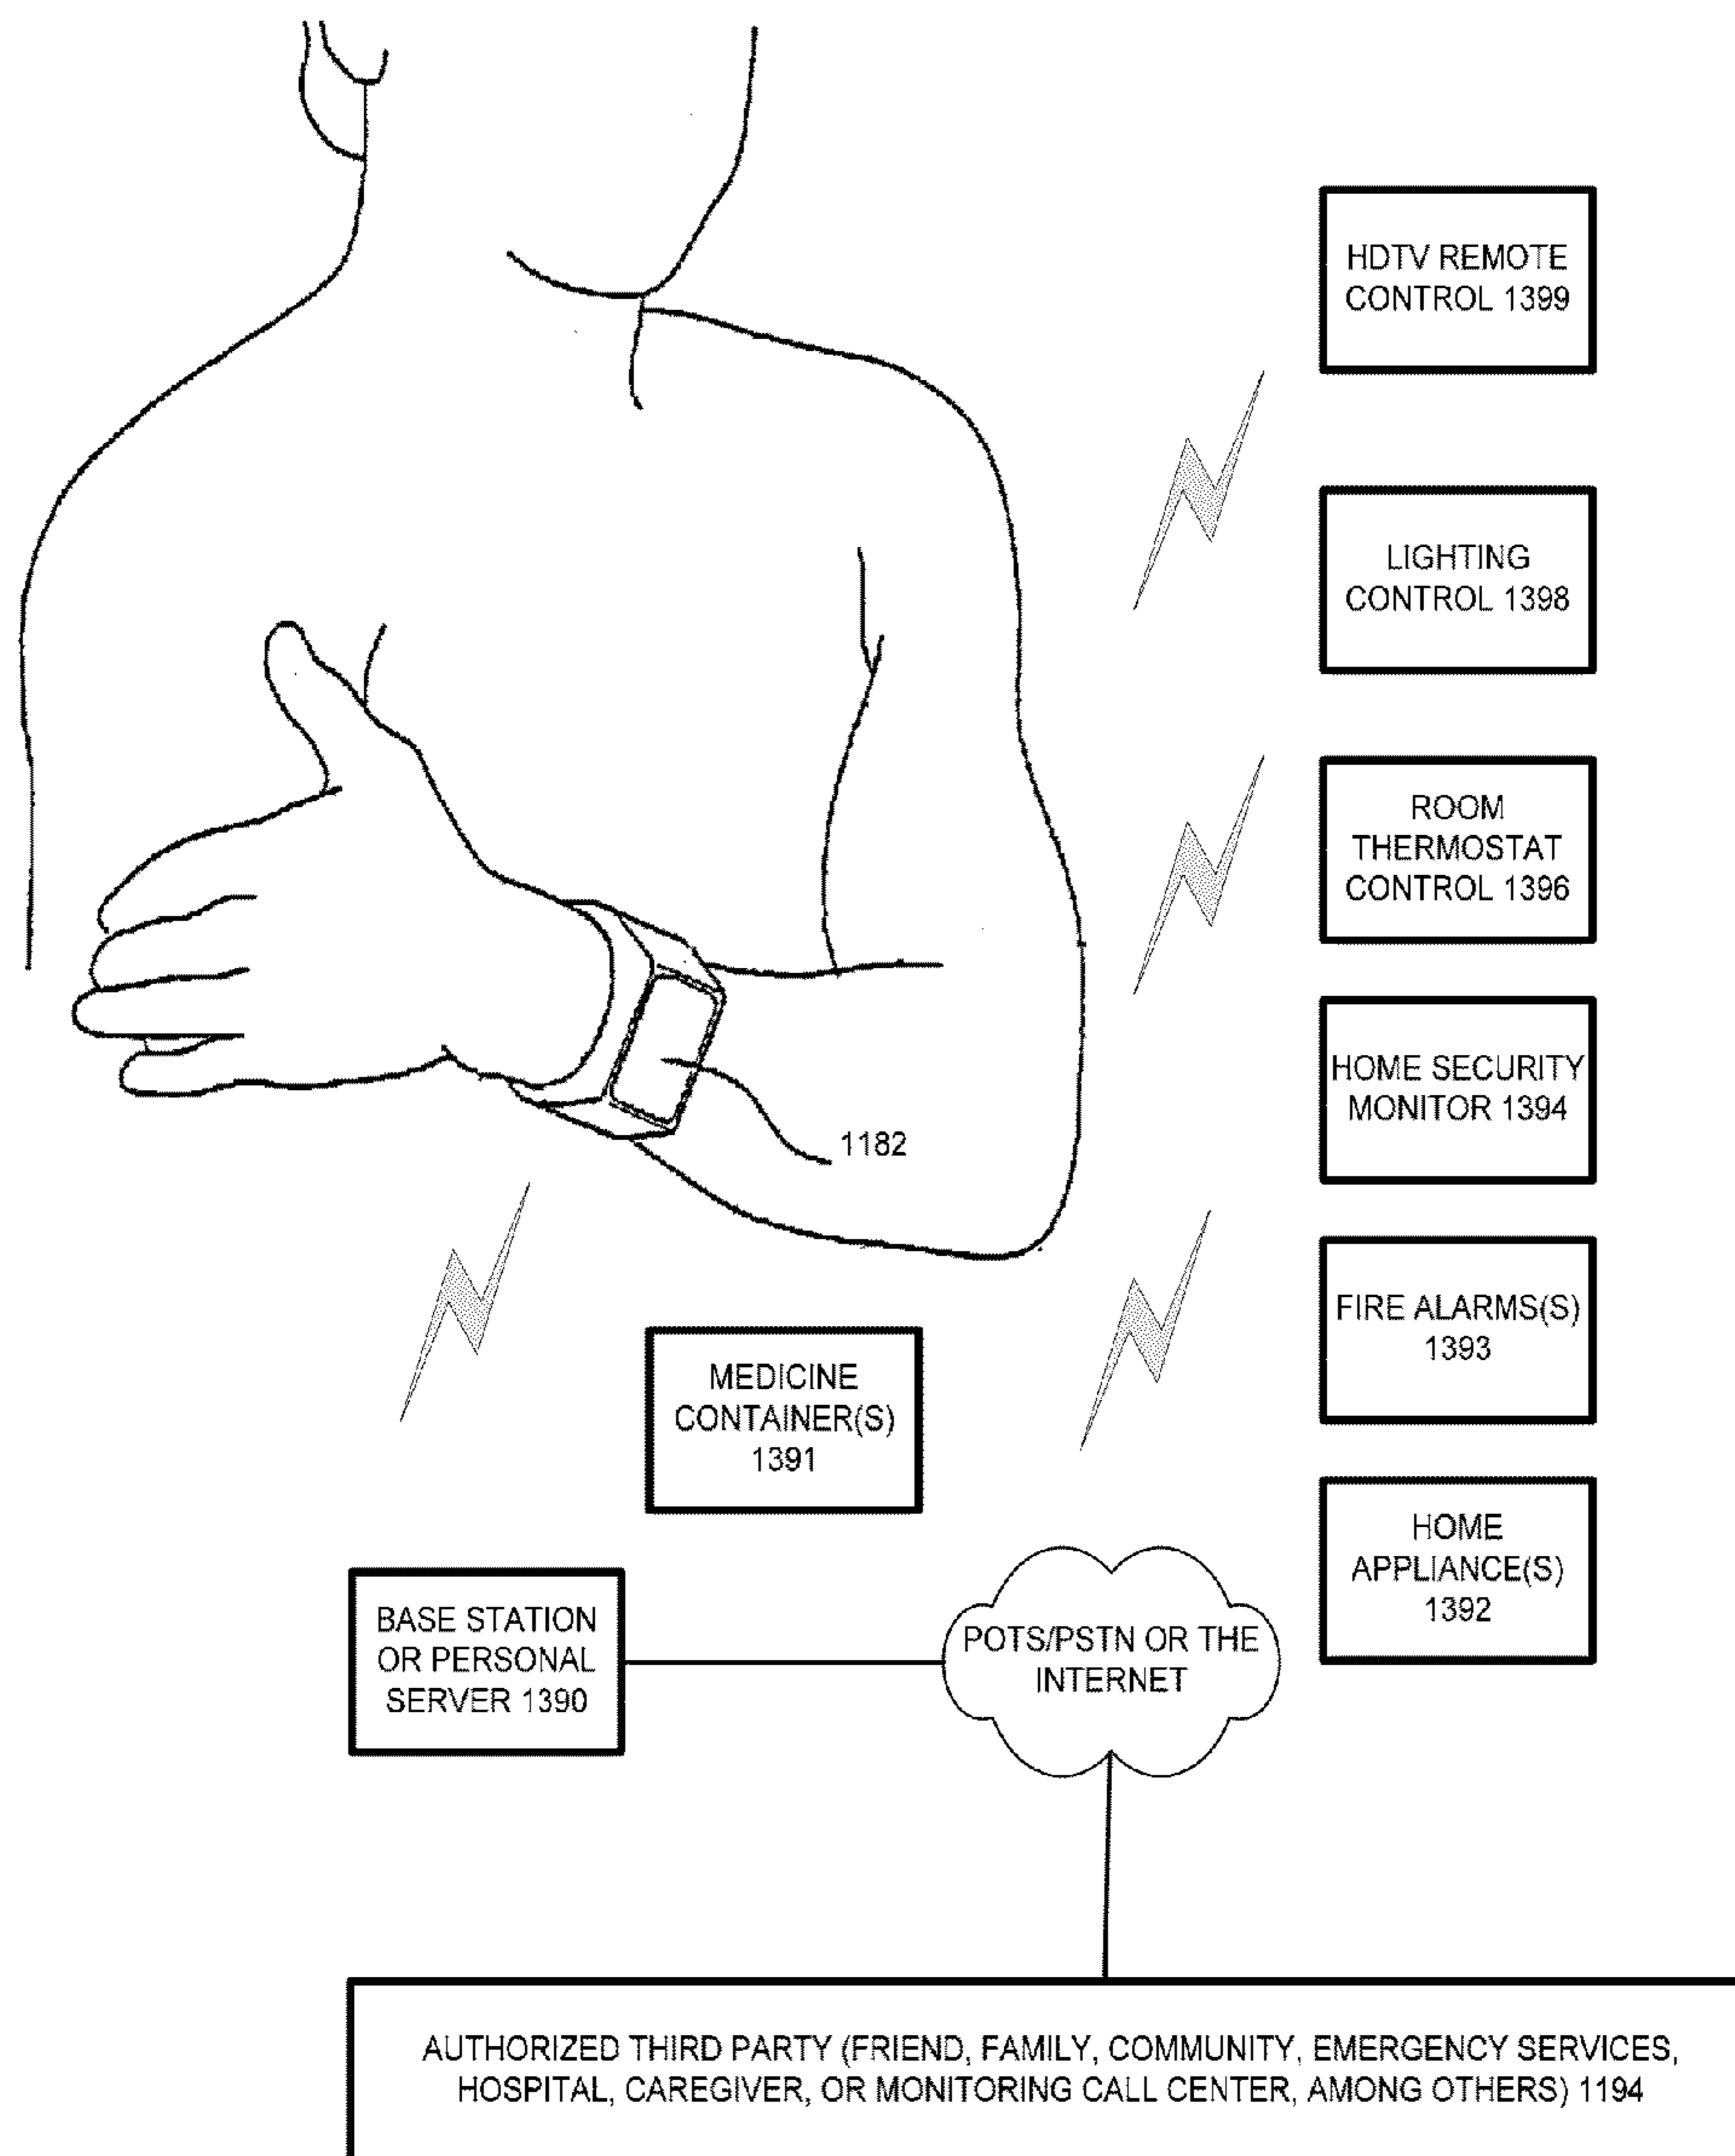 HDTV REMOTE
CONTROL 1399
LIGHTING
CONTROL 1398
ROOM
THERMOSTAT
CONTROL 1396
HOME SECURITY
MONITOR 1394
1182
FIRE ALARMS(S)
1393
MEDICINE
CONTAINER(S)
1391
HOME
APPLIANCE(S)
1392
BASE STATION
OR PERSONAL
SERVER 1390
POTS/PSTN OR THE
INTERNET
AUTHORIZED THIRD PARTY (FRIEND, FAMILY, COMMUNITY, EMERGENCY SERVICES,
HOSPITAL, CAREGIVER, OR MONITORING CALL CENTER, AMONG OTHERS) 1194